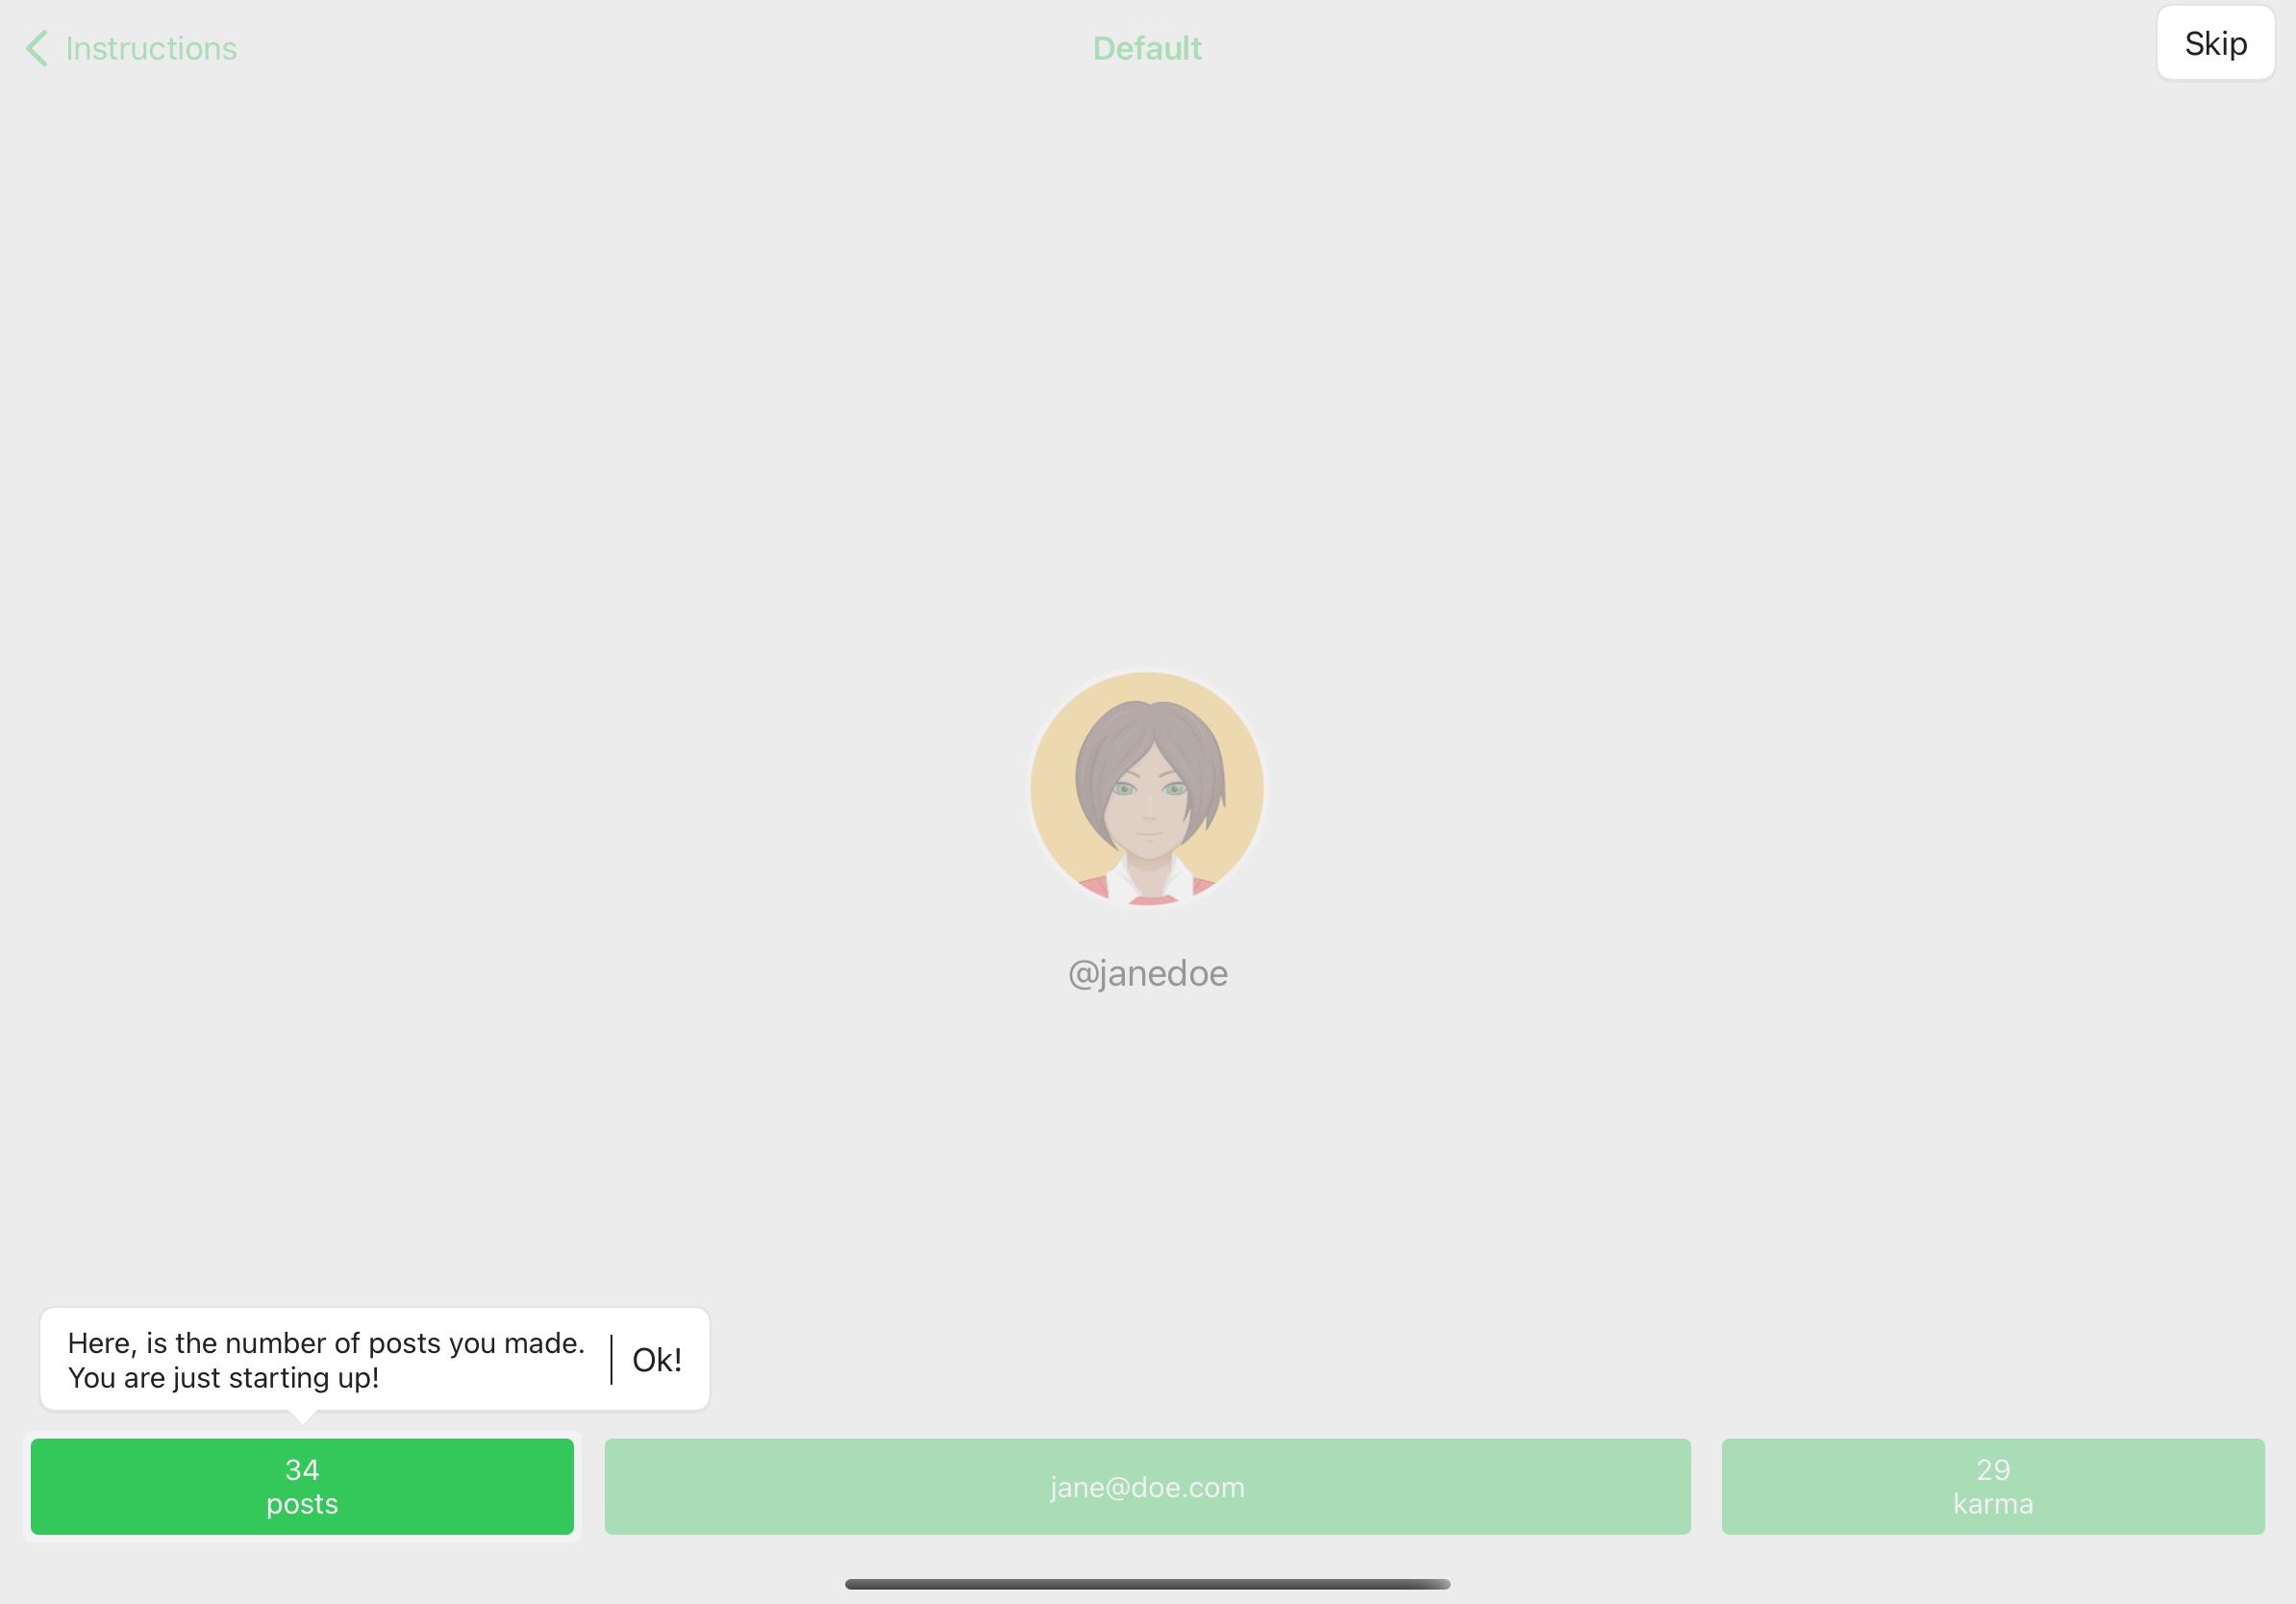 Instructions
Default
Skip
@janedoe
Here, is the number of posts you made.
You are just starting up!
Ok!
34
posts
jane@doe.com
29
karma